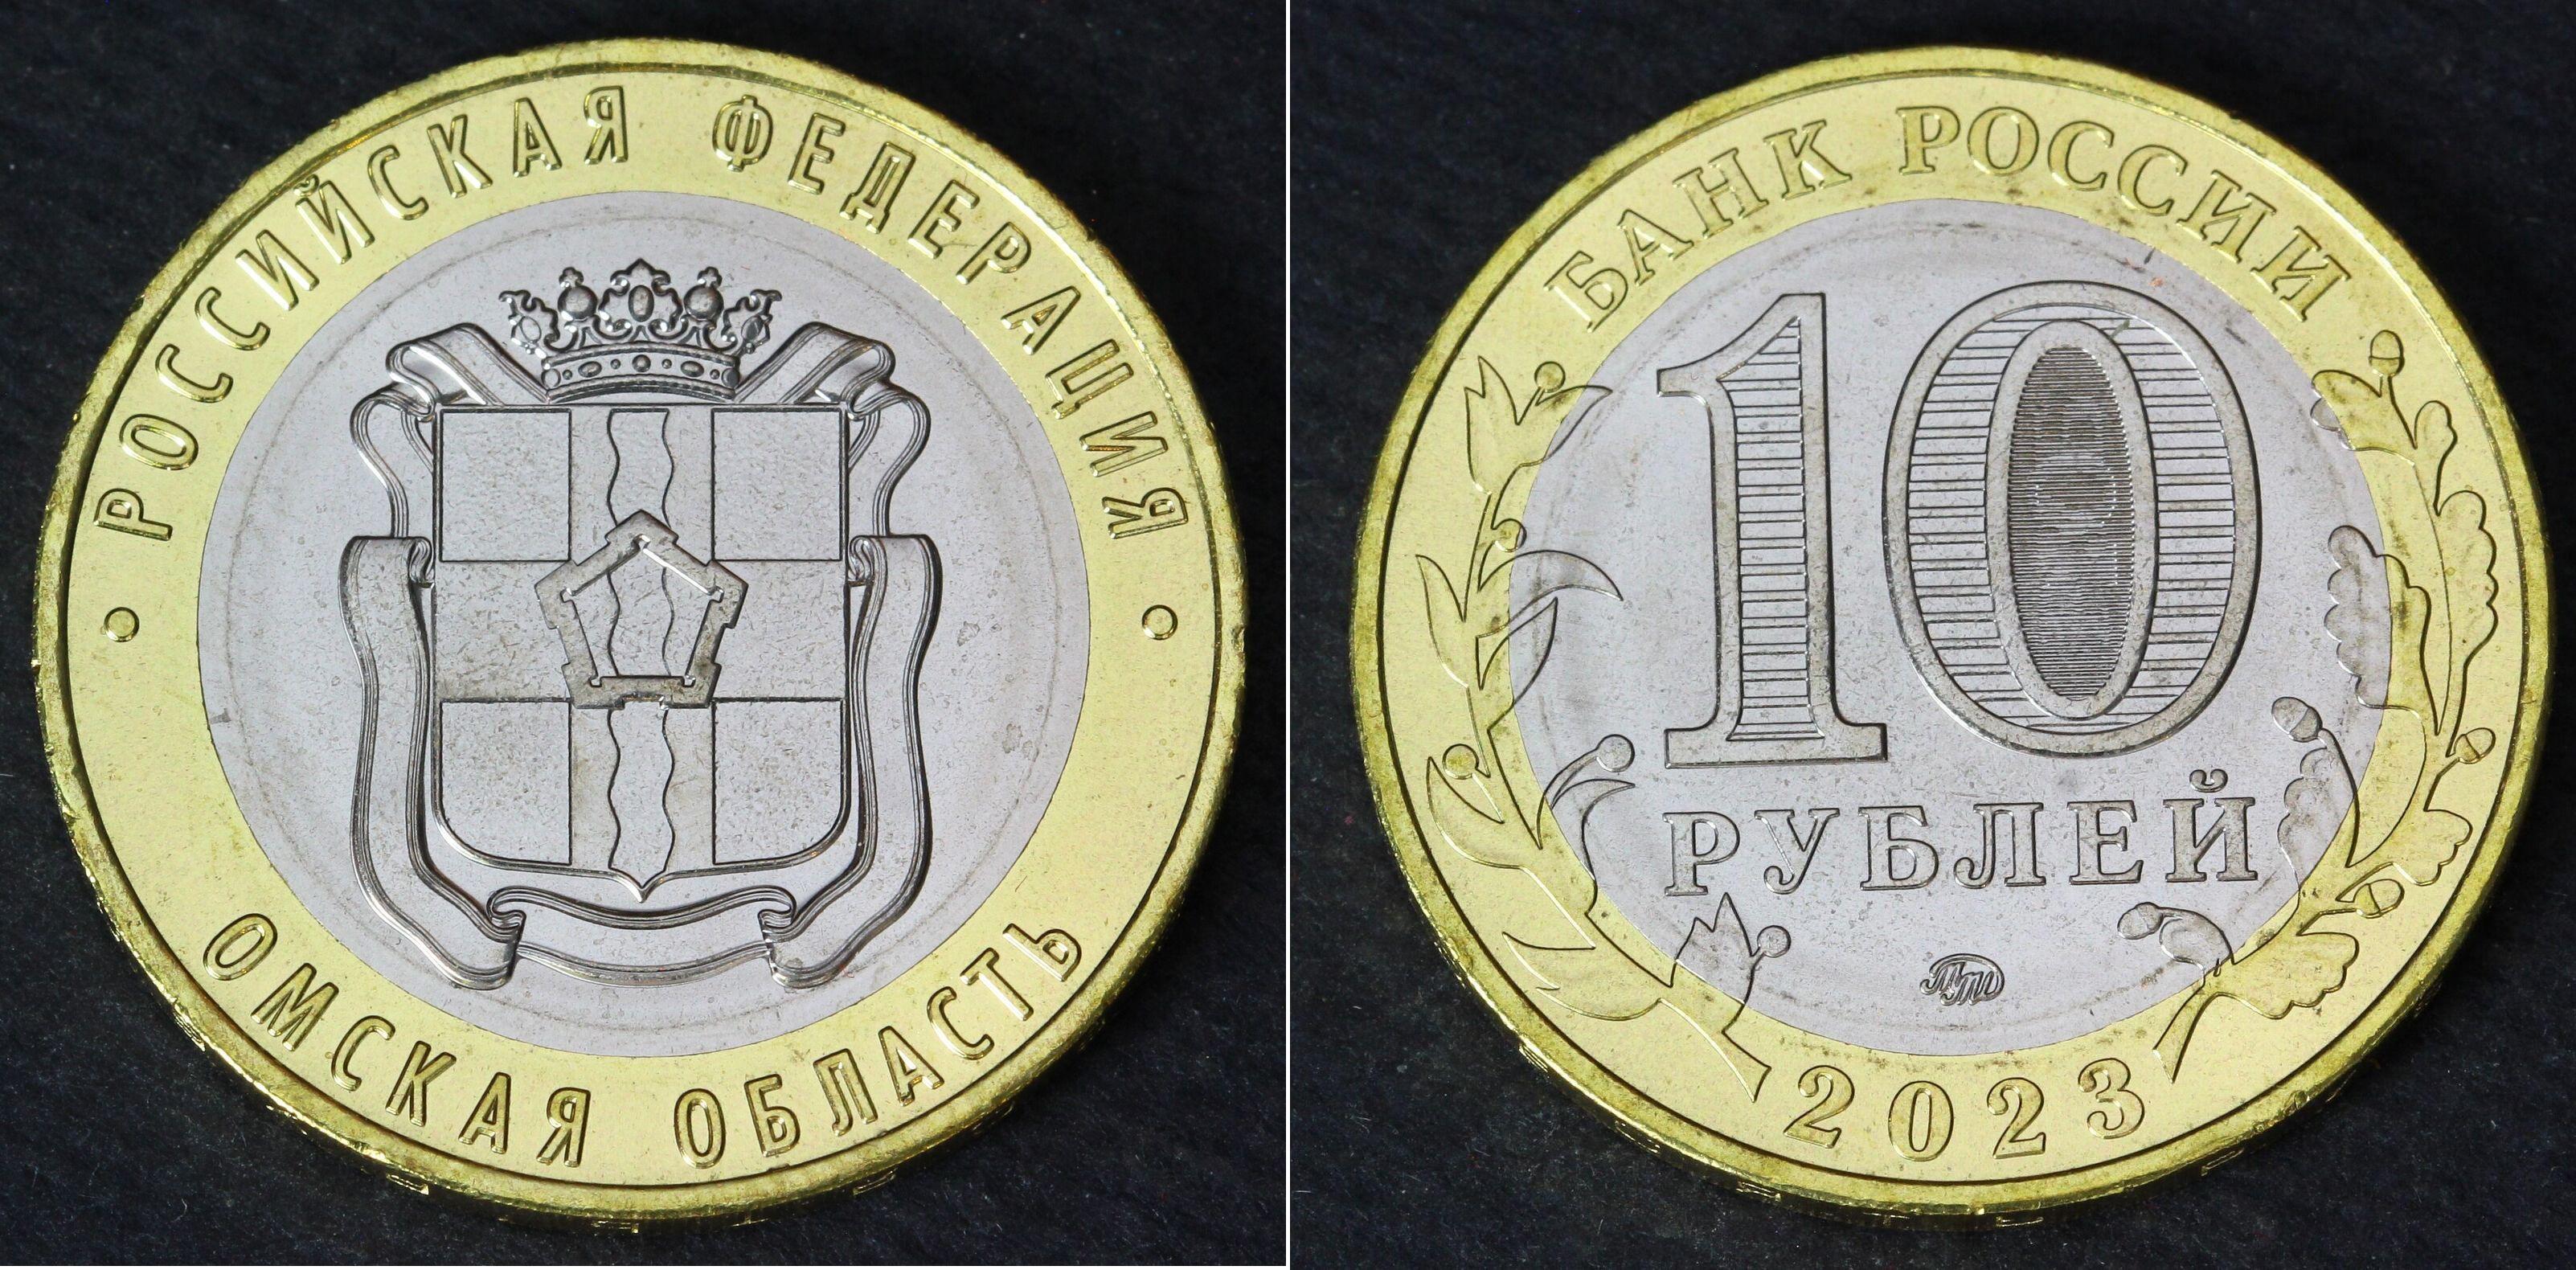 РОССИЙСКАЯ ФЕДЕРАЦИЯ
ОМСКАЯ ОБЛАСТЬ
БАНК РОССИИ
10
РУБЛЕЙ
ММД
2023